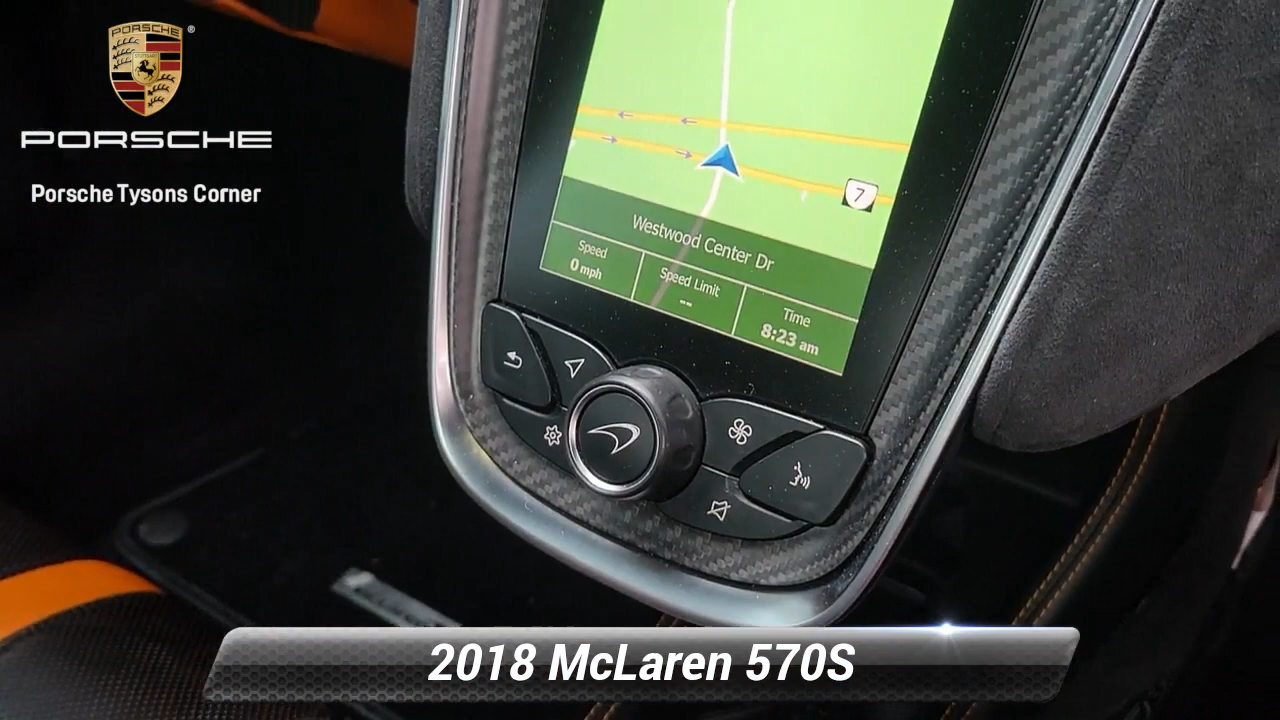 PORSCHE
®
PORSCHE
Porsche Tysons Corner
7
Westwood Center Dr
Speed
0 mph
Speed Limit
--
Time
8:23 am
2018 McLaren 570S